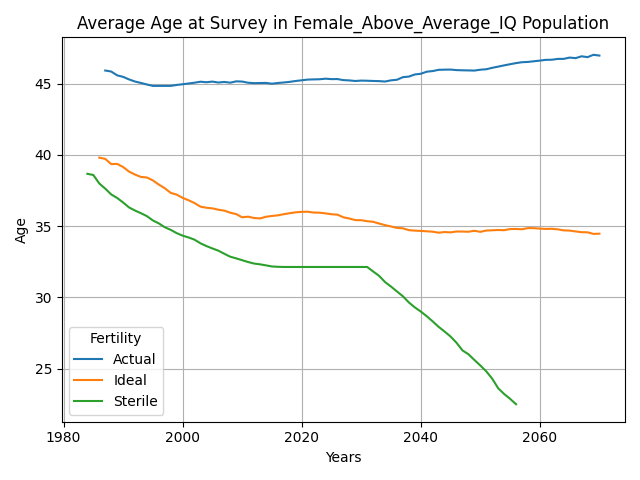 Average Age at Survey in Female_Above_Average_IQ Population
45
40
35
30
25
Age
Fertility
Actual
Ideal
Sterile
1980
2000
2020
2040
2060
Years